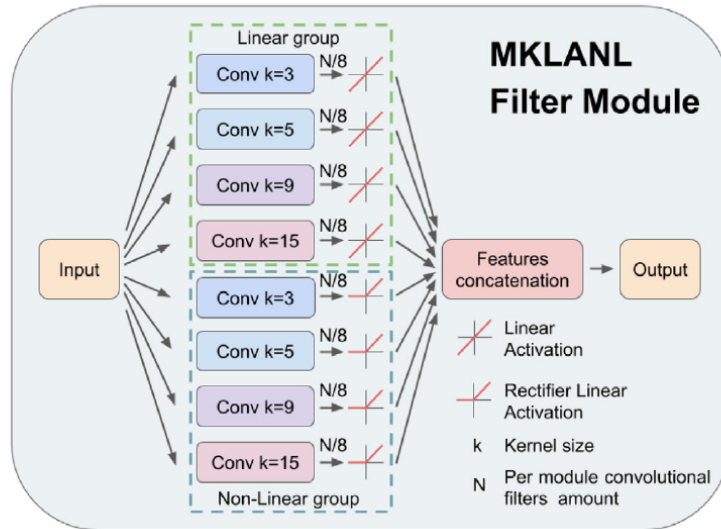 Linear group
MKLANL
Filter Module
Conv k=3
N/8
Conv k=5
N/8
Conv k=9
N/8
Conv k=15
N/8
Input
Features
concatenation
Output
Conv k=3
N/8
Conv k=5
N/8
Conv k=9
N/8
Conv k=15
N/8
Non-Linear group
Linear
Activation
Rectifier Linear
Activation
k Kernel size
N Per module convolutional
filters amount